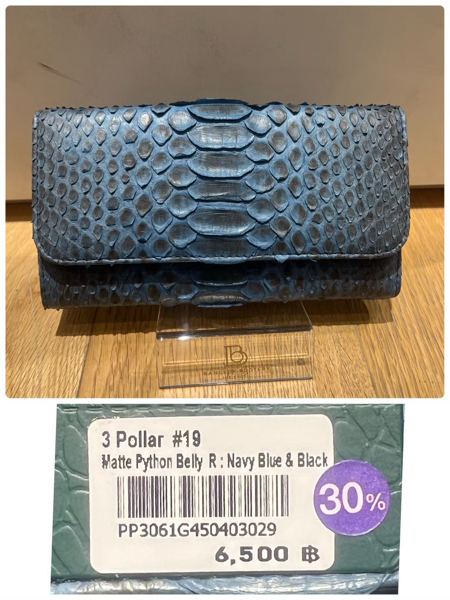 B
3 Pollar #19
Matte Python Belly R : Navy Blue & Black
30%
PP3061G450403029
6,500 ฿